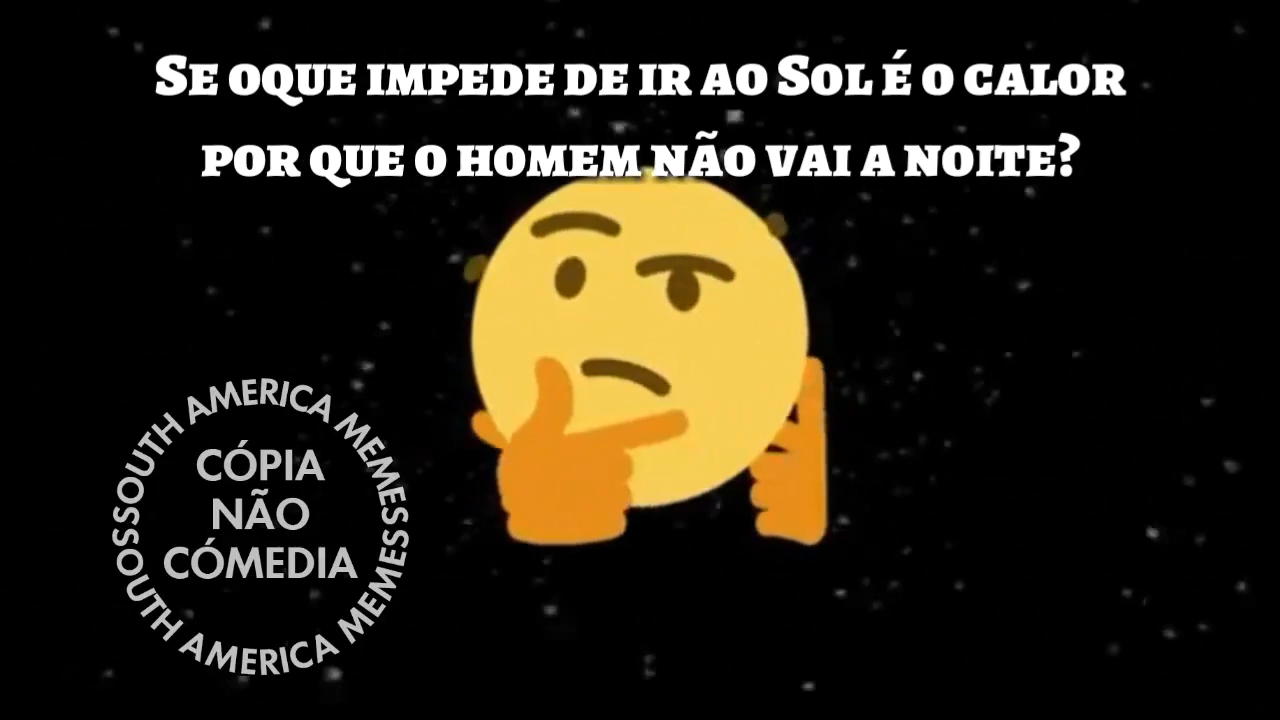 Se oque impede de ir ao Sol é o calor
por que o homem não vai a noite?
SOUTH AMERICA MEMES
CÓPIA
NÃO
CÓMEDIA
SOUTH AMERICA MEMES